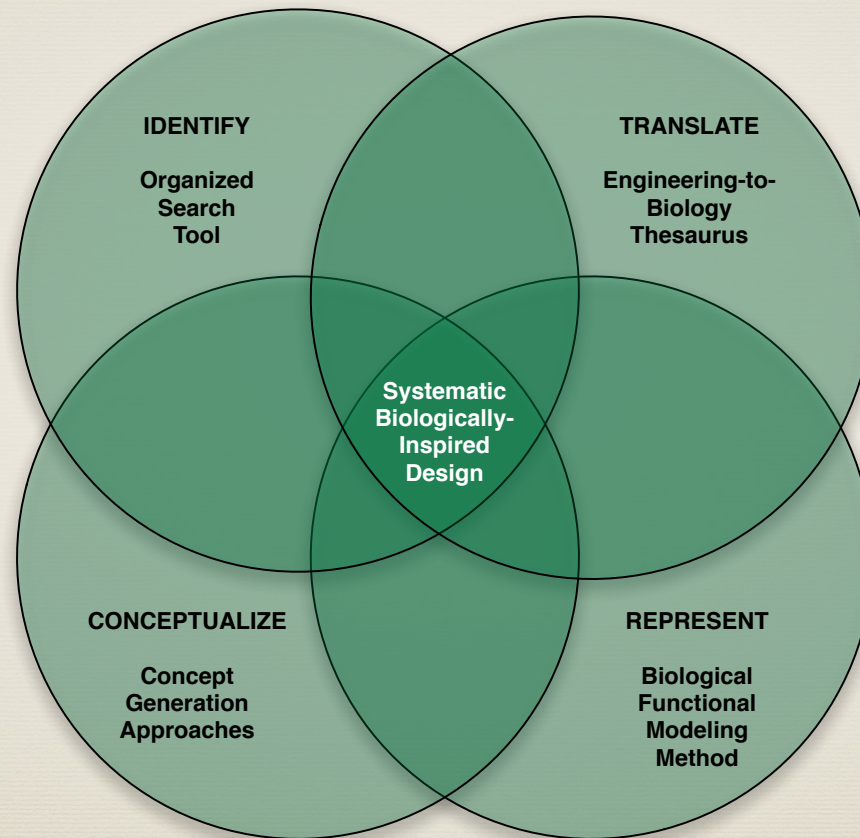 IDENTIFY
Organized
Search
Tool
TRANSLATE
Engineering-to-
Biology
Thesaurus
Systematic
Biologically-
Inspired
Design
CONCEPTUALIZE
Concept
Generation
Approaches
REPRESENT
Biological
Functional
Modeling
Method